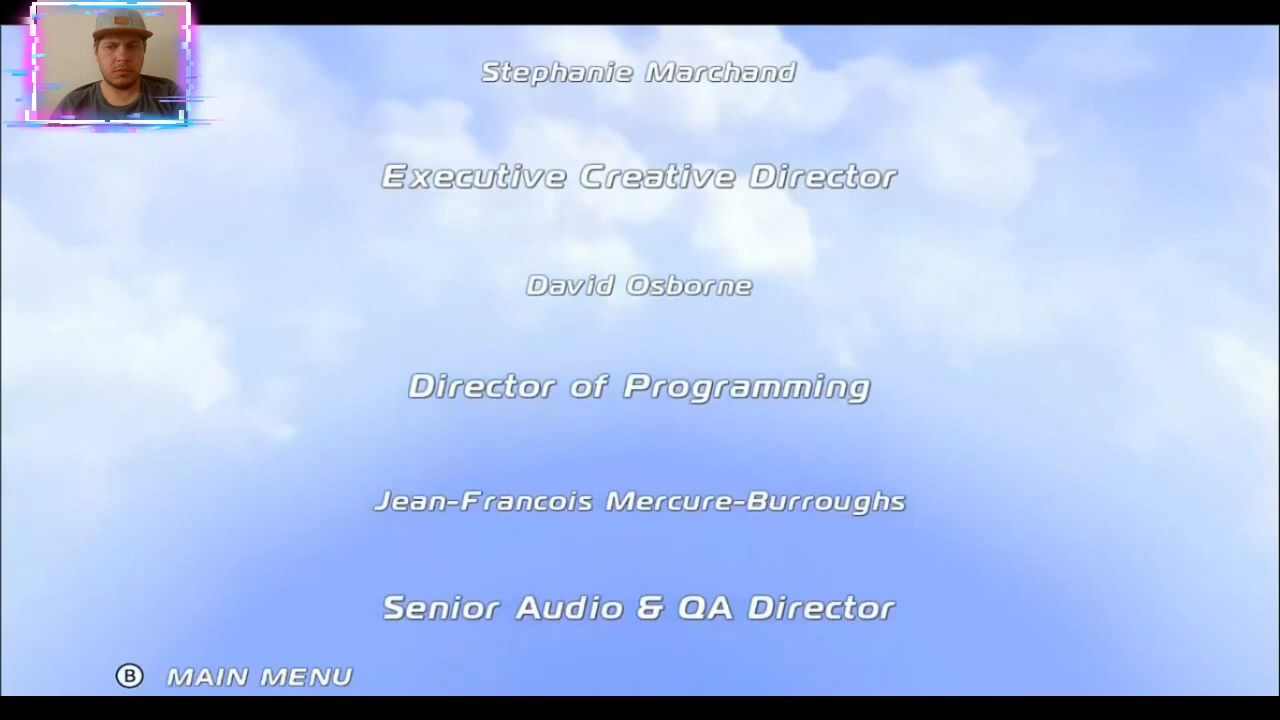 Stephanie Marchand
Executive Creative Director
David Osborne
Director of Programming
Jean-Francois Mercure-Burroughs
Senior Audio & QA Director
B MAIN MENU